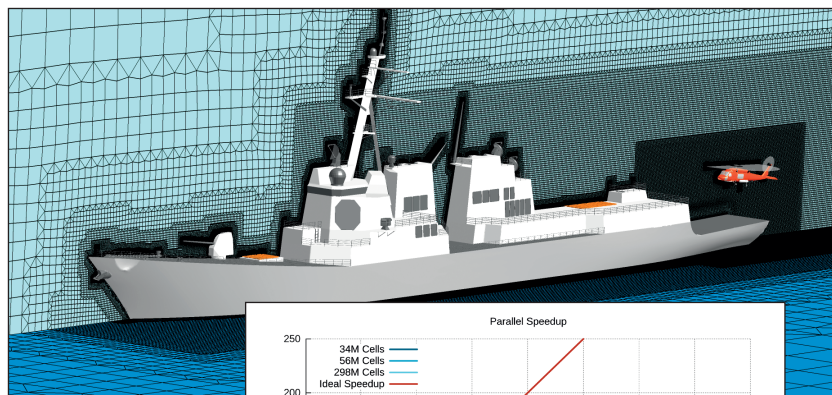 Parallel Speedup
250
34M Cells
56M Cells
298M Cells
Ideal Speedup
200